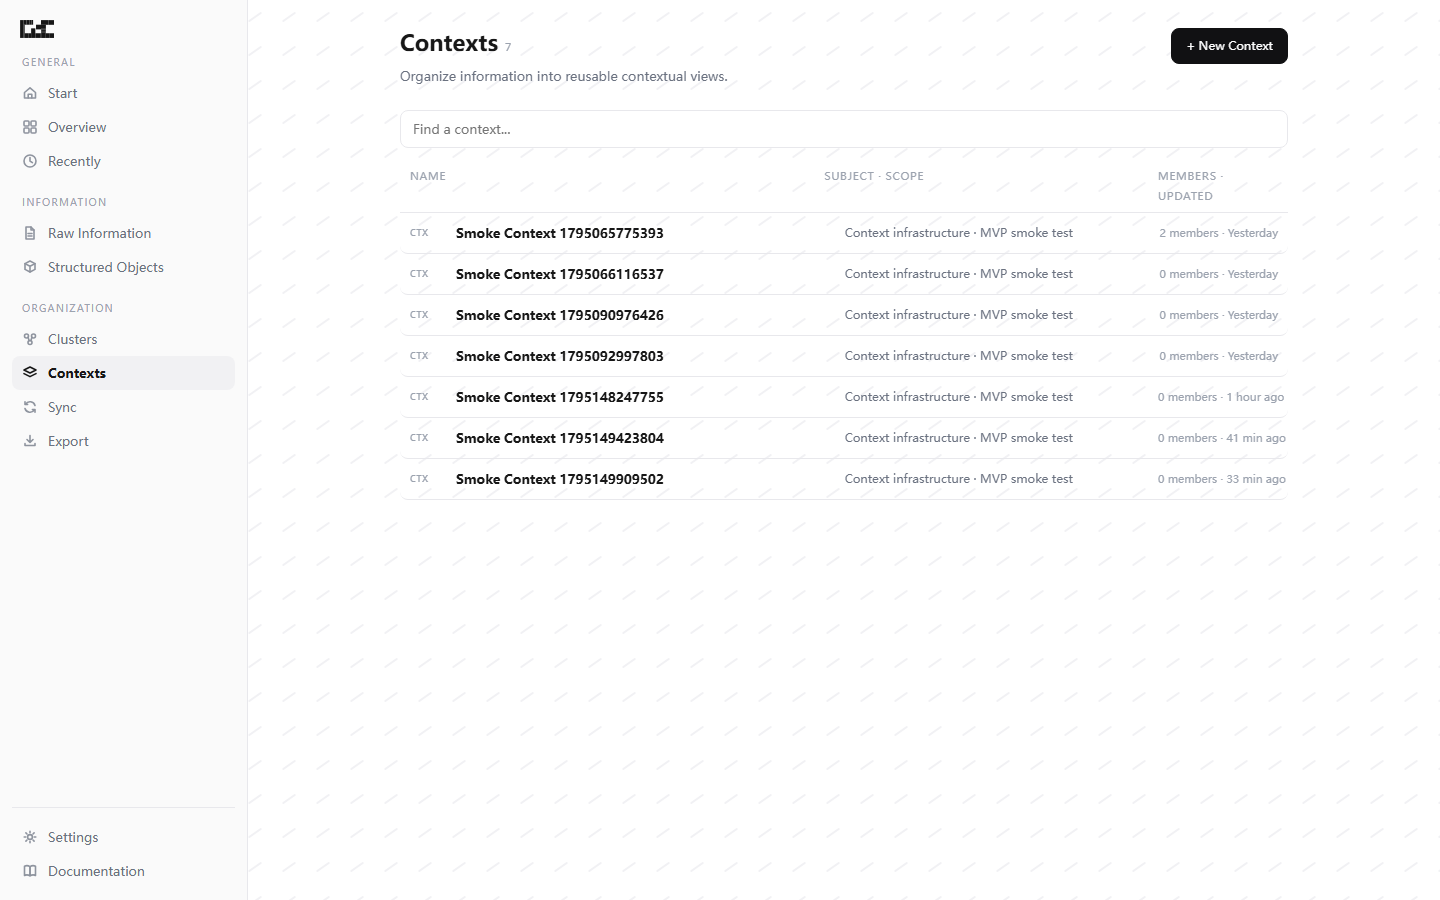 GENERAL
Start
Overview
Recently
INFORMATION
Raw Information
Structured Objects
ORGANIZATION
Clusters
Contexts
Sync
Export
Settings
Documentation
Contexts 7
+ New Context
Organize information into reusable contextual views.
Find a context...
NAME SUBJECT · SCOPE MEMBERS ·
UPDATED
CTX Smoke Context 1795065775393 Context infrastructure · MVP smoke test 2 members · Yesterday
CTX Smoke Context 1795066116537 Context infrastructure · MVP smoke test 0 members · Yesterday
CTX Smoke Context 1795090976426 Context infrastructure · MVP smoke test 0 members · Yesterday
CTX Smoke Context 1795092997803 Context infrastructure · MVP smoke test 0 members · Yesterday
CTX Smoke Context 1795148247755 Context infrastructure · MVP smoke test 0 members · 1 hour ago
CTX Smoke Context 1795149423804 Context infrastructure · MVP smoke test 0 members · 41 min ago
CTX Smoke Context 1795149909502 Context infrastructure · MVP smoke test 0 members · 33 min ago